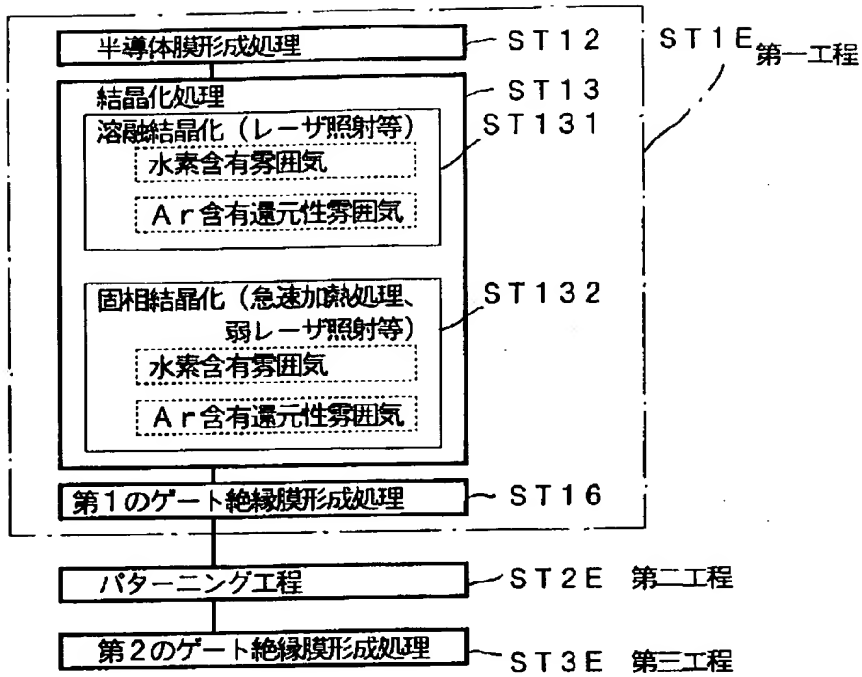 半導体膜形成処理 ST12 ST1E 第一工程
結晶化処理 ST13
溶融結晶化（レーザ照射等） ST131
水素含有雰囲気
Ar含有還元性雰囲気
固相結晶化（急速加熱処理、 ST132
弱レーザ照射等）
水素含有雰囲気
Ar含有還元性雰囲気
第1のゲート絶縁膜形成処理 ST16
パターニング工程 ST2E 第二工程
第2のゲート絶縁膜形成処理 ST3E 第三工程